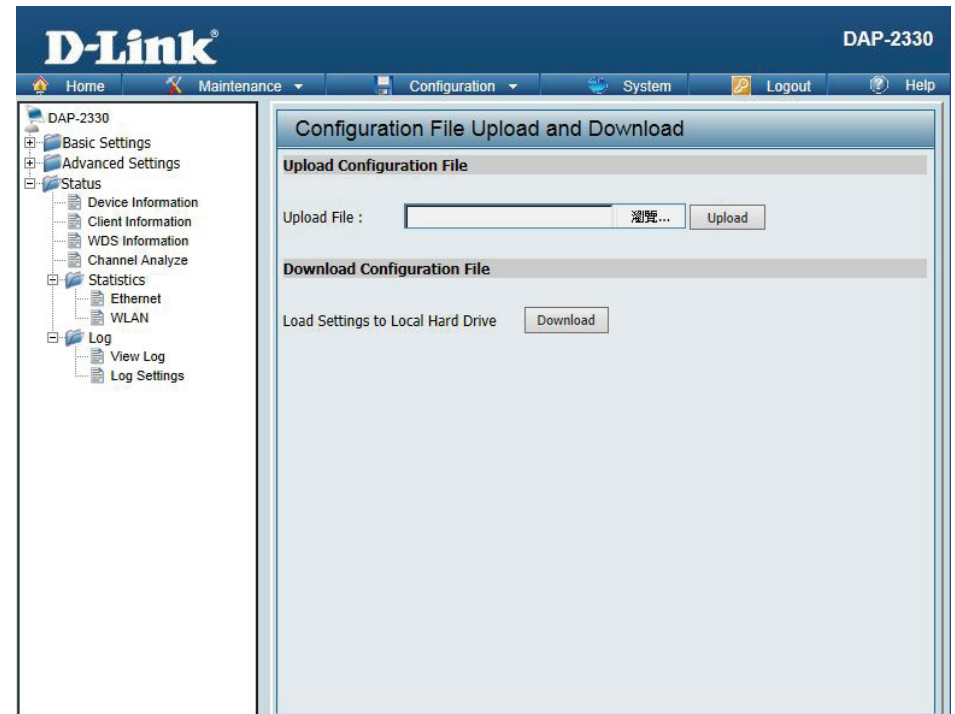 D-Link®
DAP-2330
Home Maintenance Configuration System Logout Help
DAP-2330
Basic Settings
Advanced Settings
Status
Device Information
Client Information
WDS Information
Channel Analyze
Statistics
Ethernet
WLAN
Log
View Log
Log Settings
Configuration File Upload and Download
Upload Configuration File
Upload File : 瀏覽... Upload
Download Configuration File
Load Settings to Local Hard Drive Download